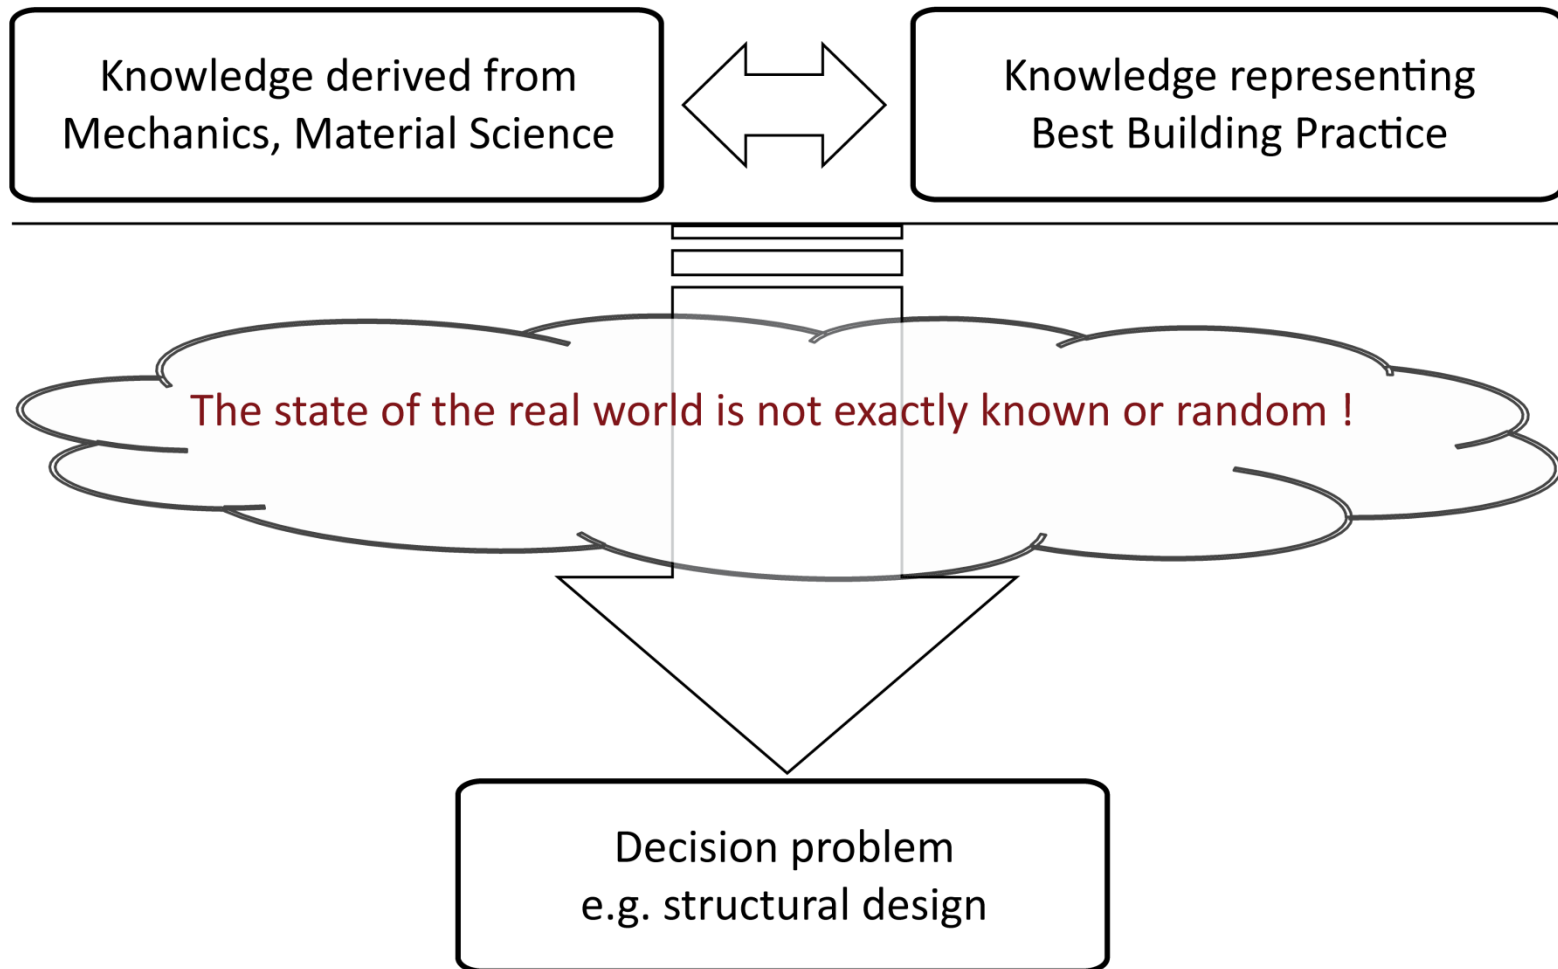 Knowledge derived from
Mechanics, Material Science
Knowledge representing
Best Building Practice
The state of the real world is not exactly known or random !
Decision problem
e.g. structural design